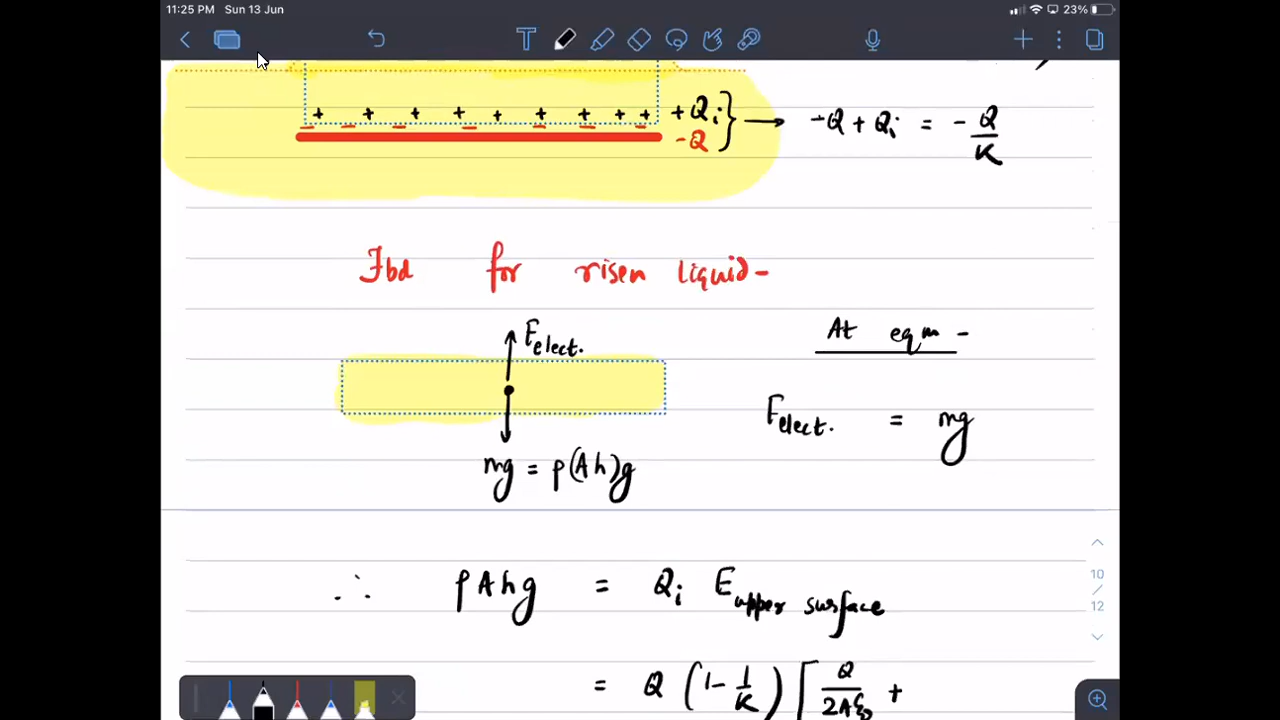 11:25 PM Sun 13 Jun 23%
T
+ + + + + + + + + +Qi } → -Q + Qi = - Q/K
- - - - - - - -Q
Fbd for risen liquid-
Felect.
At eqm -
Felect. = mg
mg = ρ(Ah)g
10
/
12
∴ ρAhg = Qi E upper surface
= Q (1- 1/K) [ Q/2Aε₀ +